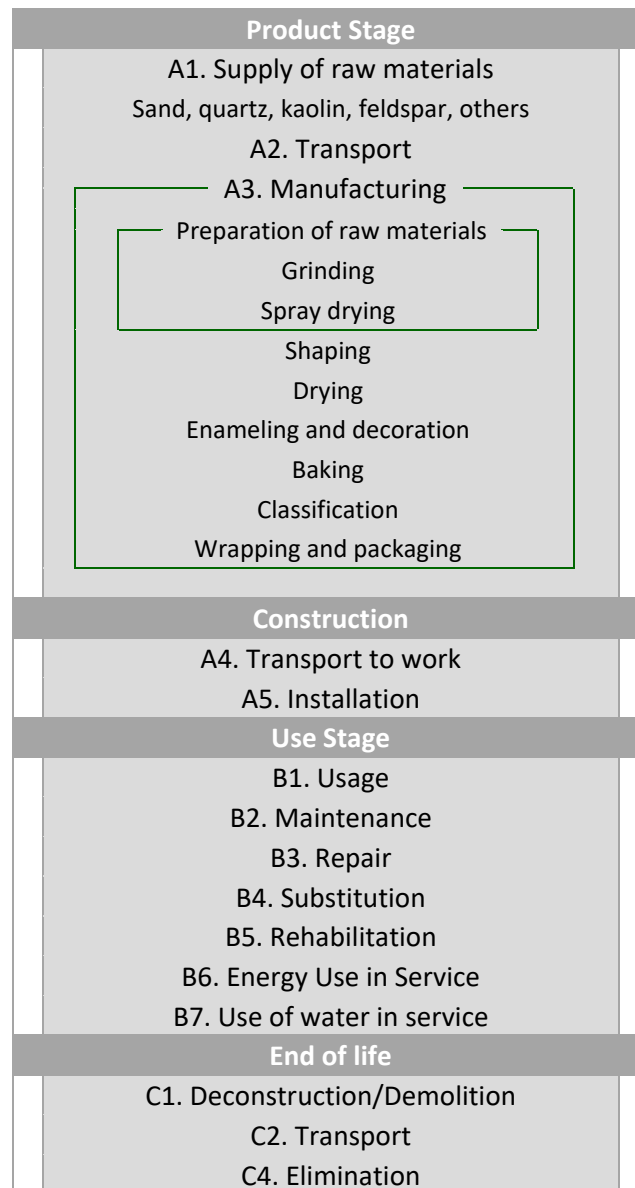 Product Stage
A1. Supply of raw materials
Sand, quartz, kaolin, feldspar, others
A2. Transport
A3. Manufacturing
Preparation of raw materials
Grinding
Spray drying
Shaping
Drying
Enameling and decoration
Baking
Classification
Wrapping and packaging
Construction
A4. Transport to work
A5. Installation
Use Stage
B1. Usage
B2. Maintenance
B3. Repair
B4. Substitution
B5. Rehabilitation
B6. Energy Use in Service
B7. Use of water in service
End of life
C1. Deconstruction/Demolition
C2. Transport
C4. Elimination